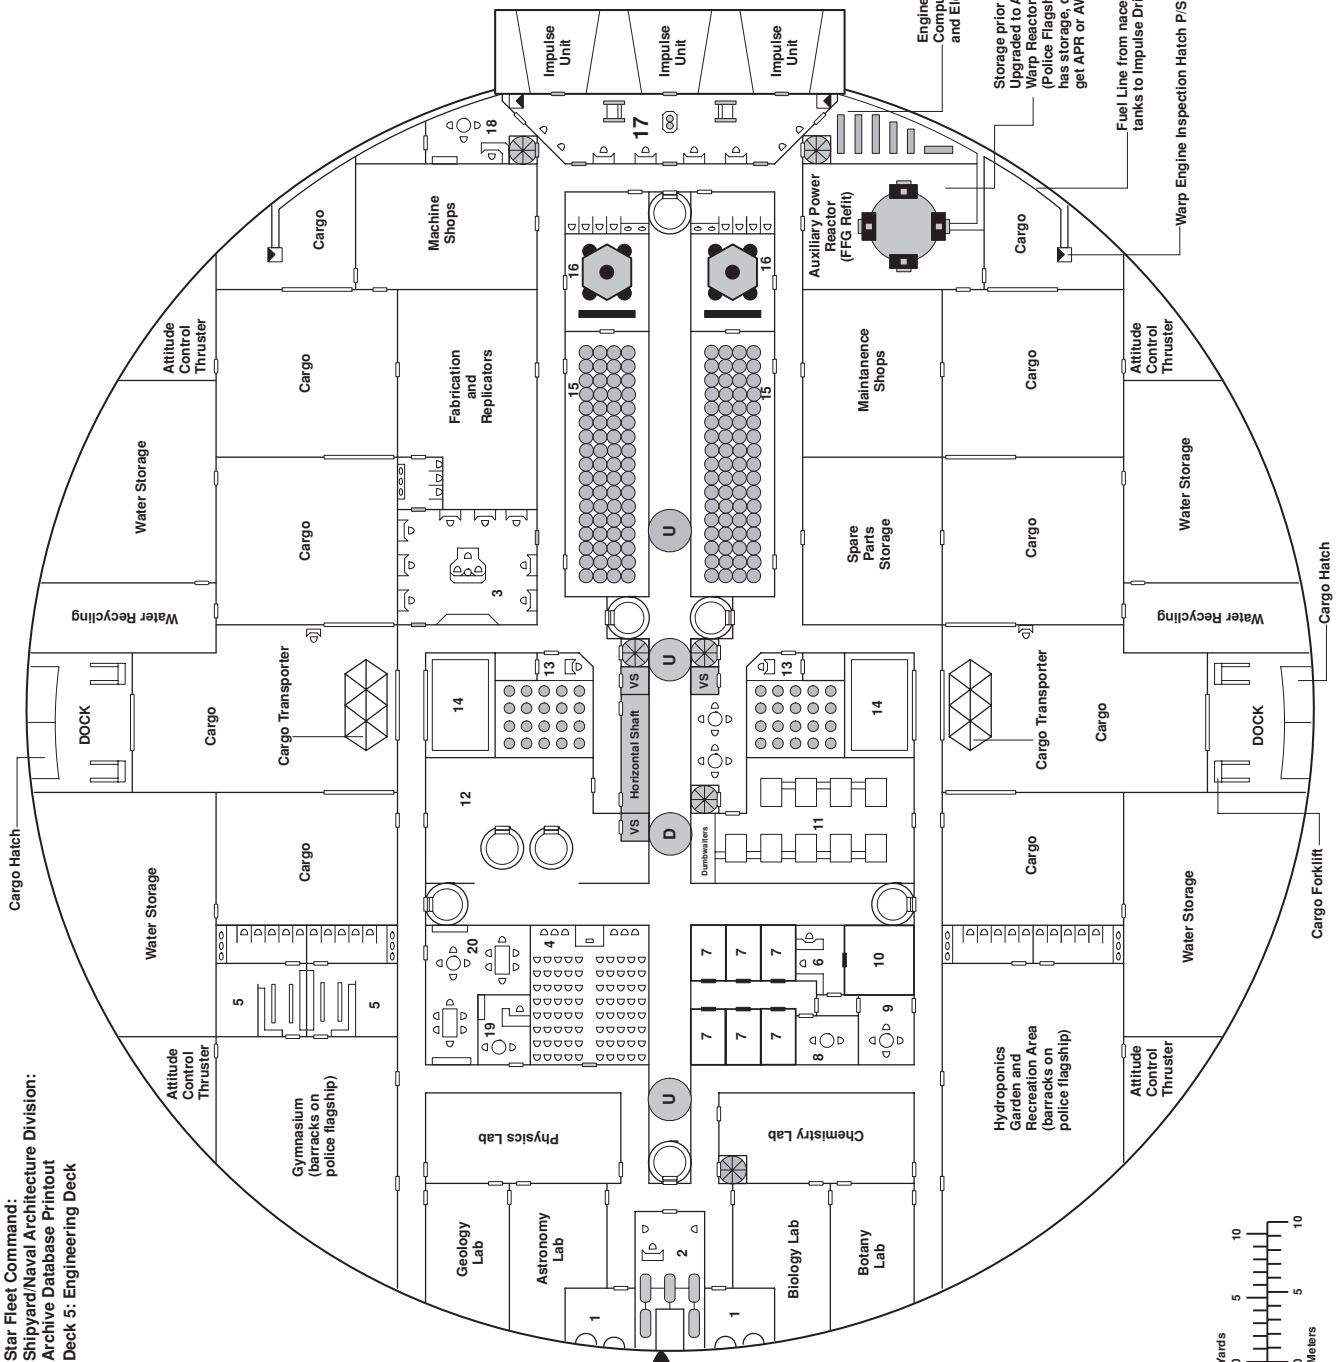 Star Fleet Command:
Shipyard/Naval Architecture Division:
Archive Database Printout
Deck 5: Engineering Deck
Cargo Hatch
DOCK
Cargo
Cargo Transporter
Water Recycling
Water Storage
Attitude
Control
Thruster
Cargo
Cargo
Cargo
Machine
Shops
Fabrication
and
Replicators
3
18
17
Impulse
Unit
Impulse
Unit
Impulse
Unit
Engine
and
Storage prior
Upgraded to
Warp Reactor
(Police Flagsh
has storage,
get APR or
Fuel Line from
tanks to Impulse
Warp Engine Inspection Hatch P/S
16
16
15
15
U
U
Auxiliary Power
Reactor
(FFG Refit)
Cargo
Maintanence
Shops
Cargo
Spare
Parts
Storage
Cargo
Attitude
Control
Thruster
Water Storage
Water Recycling
Cargo Hatch
DOCK
Cargo Forklift
Cargo
Cargo Transporter
14
13
13
14
VS
Horizontal Shaft
VS
VS
D
Dumbwaiters
12
11
Water Storage
Cargo
5
5
Attitude
Control
Thruster
Gymnasium
(barracks on
police flagship)
20
19
4
7
7
7
7
7
7
6
8
9
10
Cargo
Water Storage
Hydroponics
Garden and
Recreation Area
(barracks on
police flagship)
Attitude
Control
Thruster
U
Physics Lab
Chemistry Lab
Geology
Lab
Astronomy
Lab
1
2
1
Biology Lab
Botany
Lab
10
5
10
5
Meters